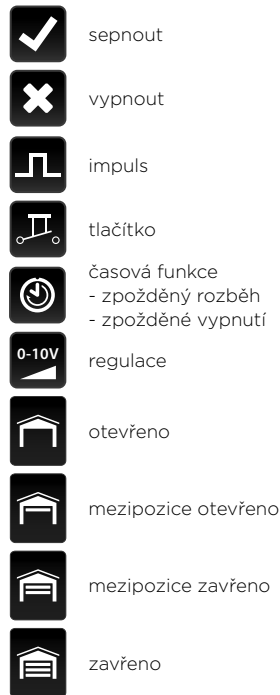 sepnout
vypnout
impuls
tlačítko
časová funkce
- zpožděný rozběh
- zpožděné vypnutí
0-10V
regulace
otevřeno
mezipozice otevřeno
mezipozice zavřeno
zavřeno